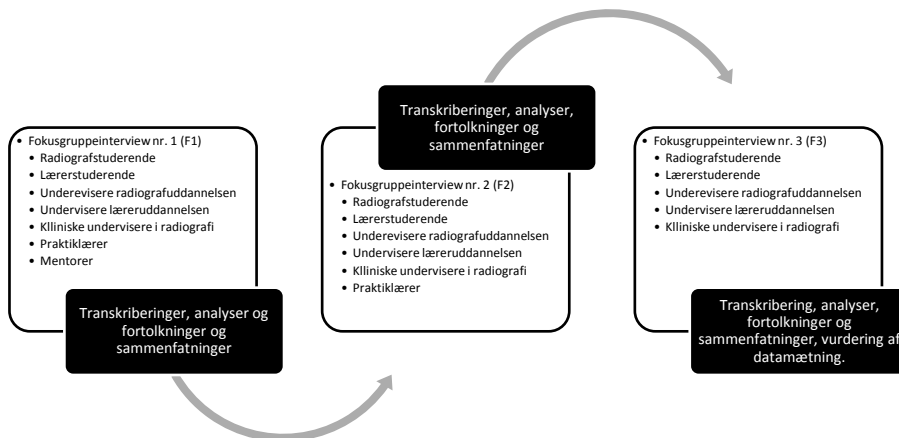 Fokusgruppeinterview nr. 1 (F1)
Radiografstuderende
Lærerstuderende
Underevisere radiografuddannelsen
Undervisere læreruddannelsen
Klliniske undervisere i radiografi
Praktiklærer
Mentorer
Transkriberinger, analyser og
fortolkninger og
sammenfatninger
Transkriberinger, analyser,
fortolkninger og
sammenfatninger
Fokusgruppeinterview nr. 2 (F2)
Radiografstuderende
Lærerstuderende
Underevisere radiografuddannelsen
Undervisere læreruddannelsen
Klliniske undervisere i radiografi
Praktiklærer
Fokusgruppeinterview nr. 3 (F3)
Radiografstuderende
Lærerstuderende
Underevisere radiografuddannelsen
Undervisere læreruddannelsen
Klliniske undervisere i radiografi
Transkribering, analyser,
fortolkninger og
sammenfatninger, vurdering af
datamætning.